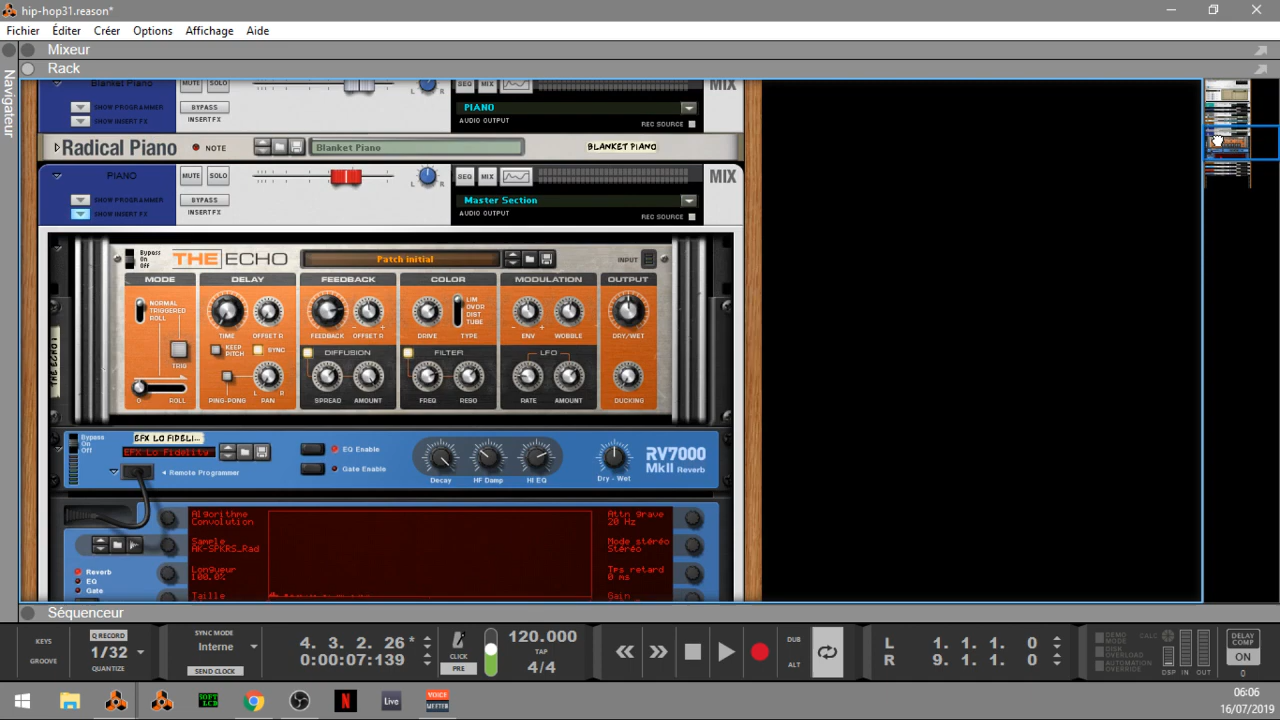 hip-hop31.reason*
Fichier Éditer Créer Options Affichage Aide
Mixeur
Rack
Navigateur
Blanket Piano
MUTE SOLO
L R
SEQ MIX
MIX
SHOW PROGRAMMER
BYPASS
PIANO
SHOW INSERT FX
INSERT FX
AUDIO OUTPUT
REC SOURCE
Radical Piano
NOTE
Blanket Piano
BLANKET PIANO
PIANO
MUTE SOLO
L R
SEQ MIX
MIX
SHOW PROGRAMMER
BYPASS
Master Section
SHOW INSERT FX
INSERT FX
AUDIO OUTPUT
REC SOURCE
Bypass
On
Off
THE ECHO
Patch initial
INPUT
MODE DELAY FEEDBACK COLOR MODULATION OUTPUT
NORMAL
TRIGGERED
ROLL
LIM
OVDR
DIST
TUBE
TIME OFFSET R FEEDBACK OFFSET R DRIVE TYPE ENV WOBBLE DRY/WET
KEEP PITCH
SYNC
TRIG
DIFFUSION FILTER LFO
L R
0 ROLL PING-PONG PAN SPREAD AMOUNT FREQ RESO RATE AMOUNT DUCKING
Bypass
On
Off
EFX LO FIDELI...
EFX Lo Fidelity
Remote Programmer
EQ Enable
Gate Enable
Decay HF Damp HI EQ
Dry - Wet
RV7000
MkII Reverb
Algorithme
Convolution
Attn grave
20 Hz
Sample
AK-SPKRS_Rad
Mode stéréo
Stéréo
Longueur
100.0%
Tps retard
0 ms
Reverb
EQ
Gate
Taille
Gain
Séquenceur
KEYS
GROOVE
Q RECORD
1/32
QUANTIZE
SYNC MODE
Interne
SEND CLOCK
4. 3. 2. 26 *
0:00:07:139
CLICK
PRE
120.000
TAP
4/4
DUB
ALT
L 1. 1. 1. 0
R 9. 1. 1. 0
DEMO MODE
DISK OVERLOAD
AUTOMATION OVERRIDE
CALC
DSP IN OUT
DELAY COMP
ON
0
SOFT LCD
N
Live
VOICE MEETER
06:06
16/07/2019